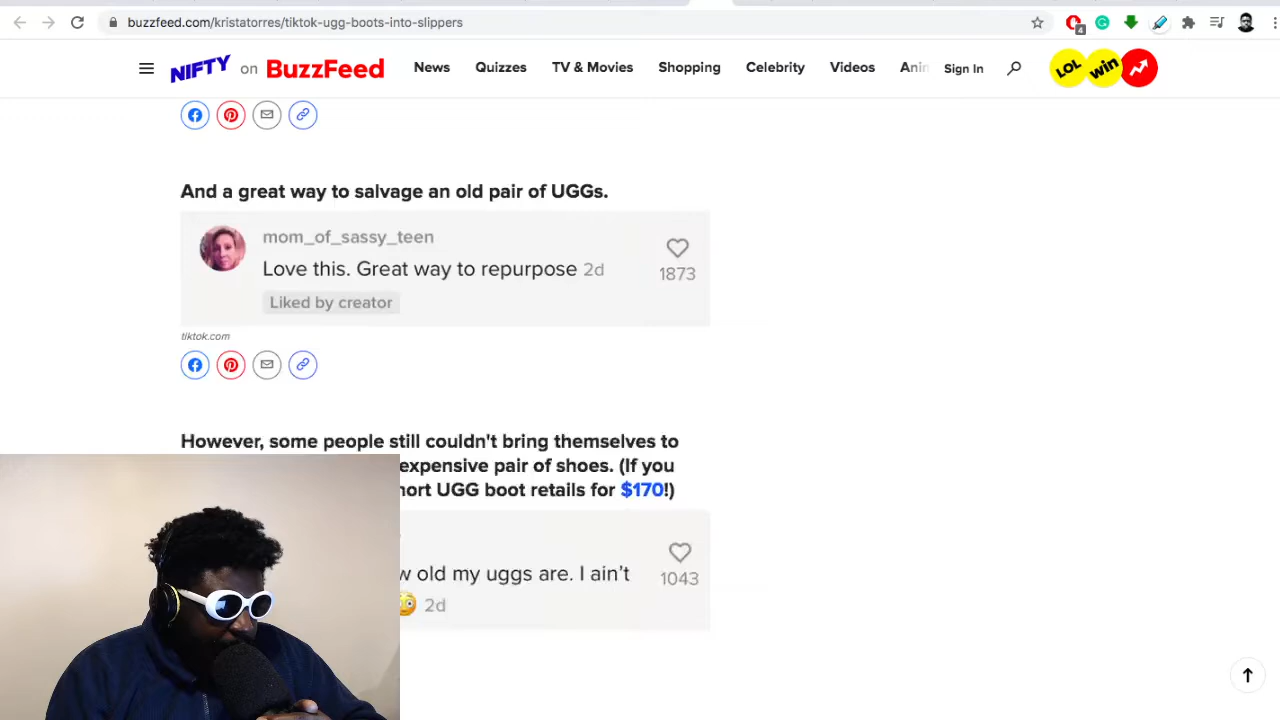 buzzfeed.com/kristatorres/tiktok-ugg-boots-into-slippers
4
NIFTY on BuzzFeed News Quizzes TV & Movies Shopping Celebrity Videos Anim Sign In LOL win
And a great way to salvage an old pair of UGGs.
mom_of_sassy_teen
Love this. Great way to repurpose 2d
1873
Liked by creator
tiktok.com
However, some people still couldn't bring themselves to
expensive pair of shoes. (If you
hort UGG boot retails for $170!)
w old my uggs are. I ain't
1043
2d